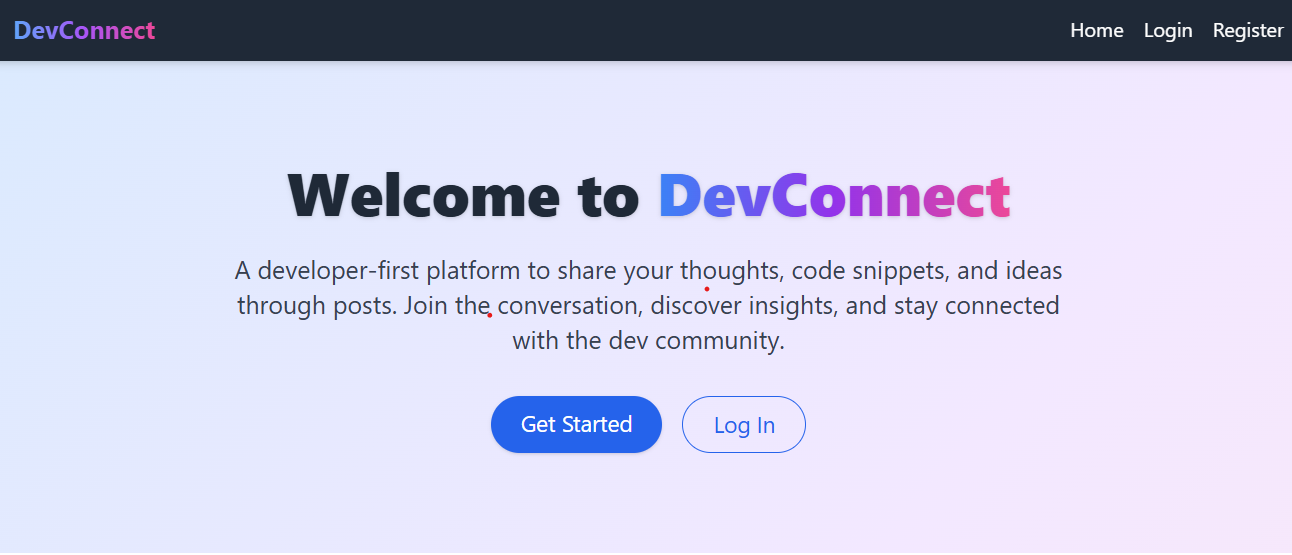 DevConnect
Home Login Register
Welcome to DevConnect
A developer-first platform to share your thoughts, code snippets, and ideas
through posts. Join the conversation, discover insights, and stay connected
with the dev community.
Get Started
Log In